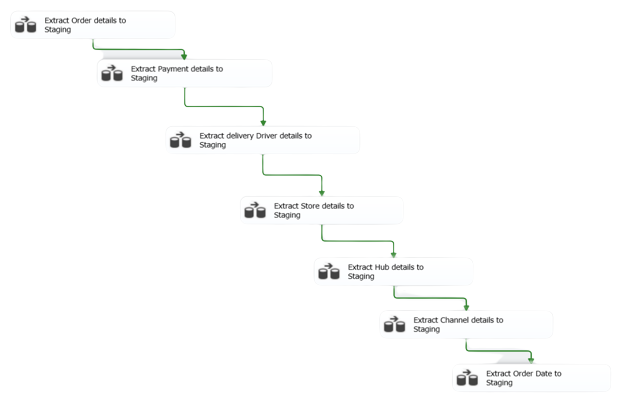 Extract Order details to
Staging
Extract Payment details to
Staging
Extract delivery Driver details to
Staging
Extract Store details to
Staging
Extract Hub details to
Staging
Extract Channel details to
Staging
Extract Order Date to
Staging